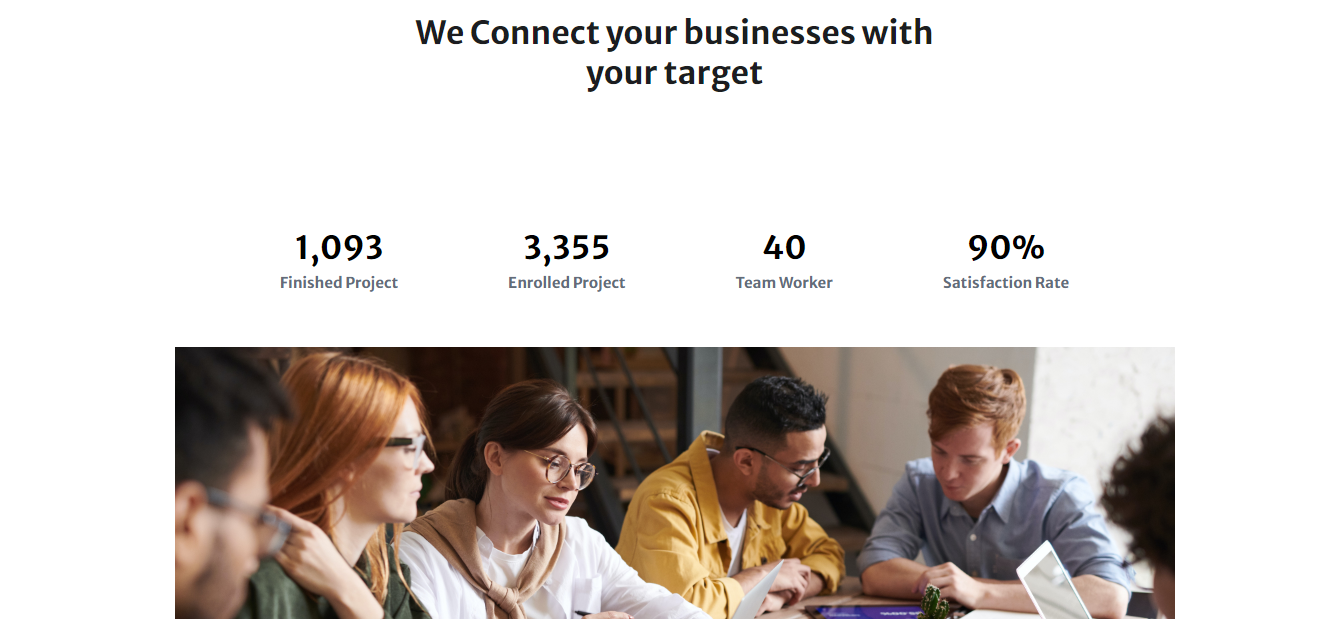 We Connect your businesses with
your target
1,093 3,355 40 90%
Finished Project Enrolled Project Team Worker Satisfaction Rate